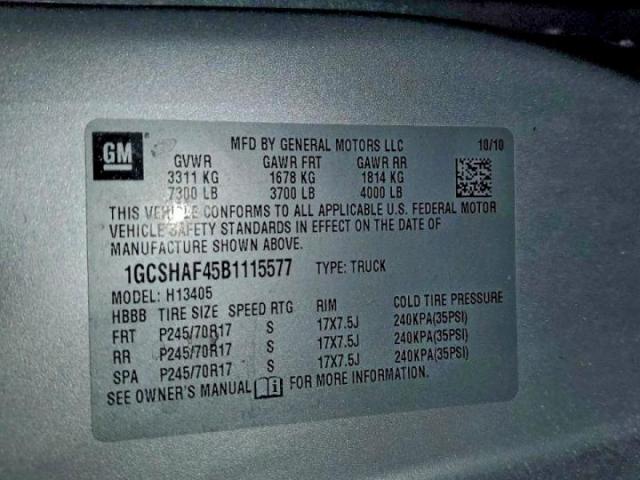 GM
MFD BY GENERAL MOTORS LLC 10/10
GVWR GAWR FRT GAWR RR
3311 KG 1678 KG 1814 KG
7300 LB 3700 LB 4000 LB
THIS VEHICLE CONFORMS TO ALL APPLICABLE U.S. FEDERAL MOTOR
VEHICLE SAFETY STANDARDS IN EFFECT ON THE DATE OF
MANUFACTURE SHOWN ABOVE.
1GCSHAF45B1115577 TYPE: TRUCK
MODEL: H13405
HBBB TIRE SIZE SPEED RTG RIM COLD TIRE PRESSURE
FRT P245/70R17 S 17X7.5J 240KPA(35PSI)
RR P245/70R17 S 17X7.5J 240KPA(35PSI)
SPA P245/70R17 S 17X7.5J 240KPA(35PSI)
SEE OWNER'S MANUAL FOR MORE INFORMATION.